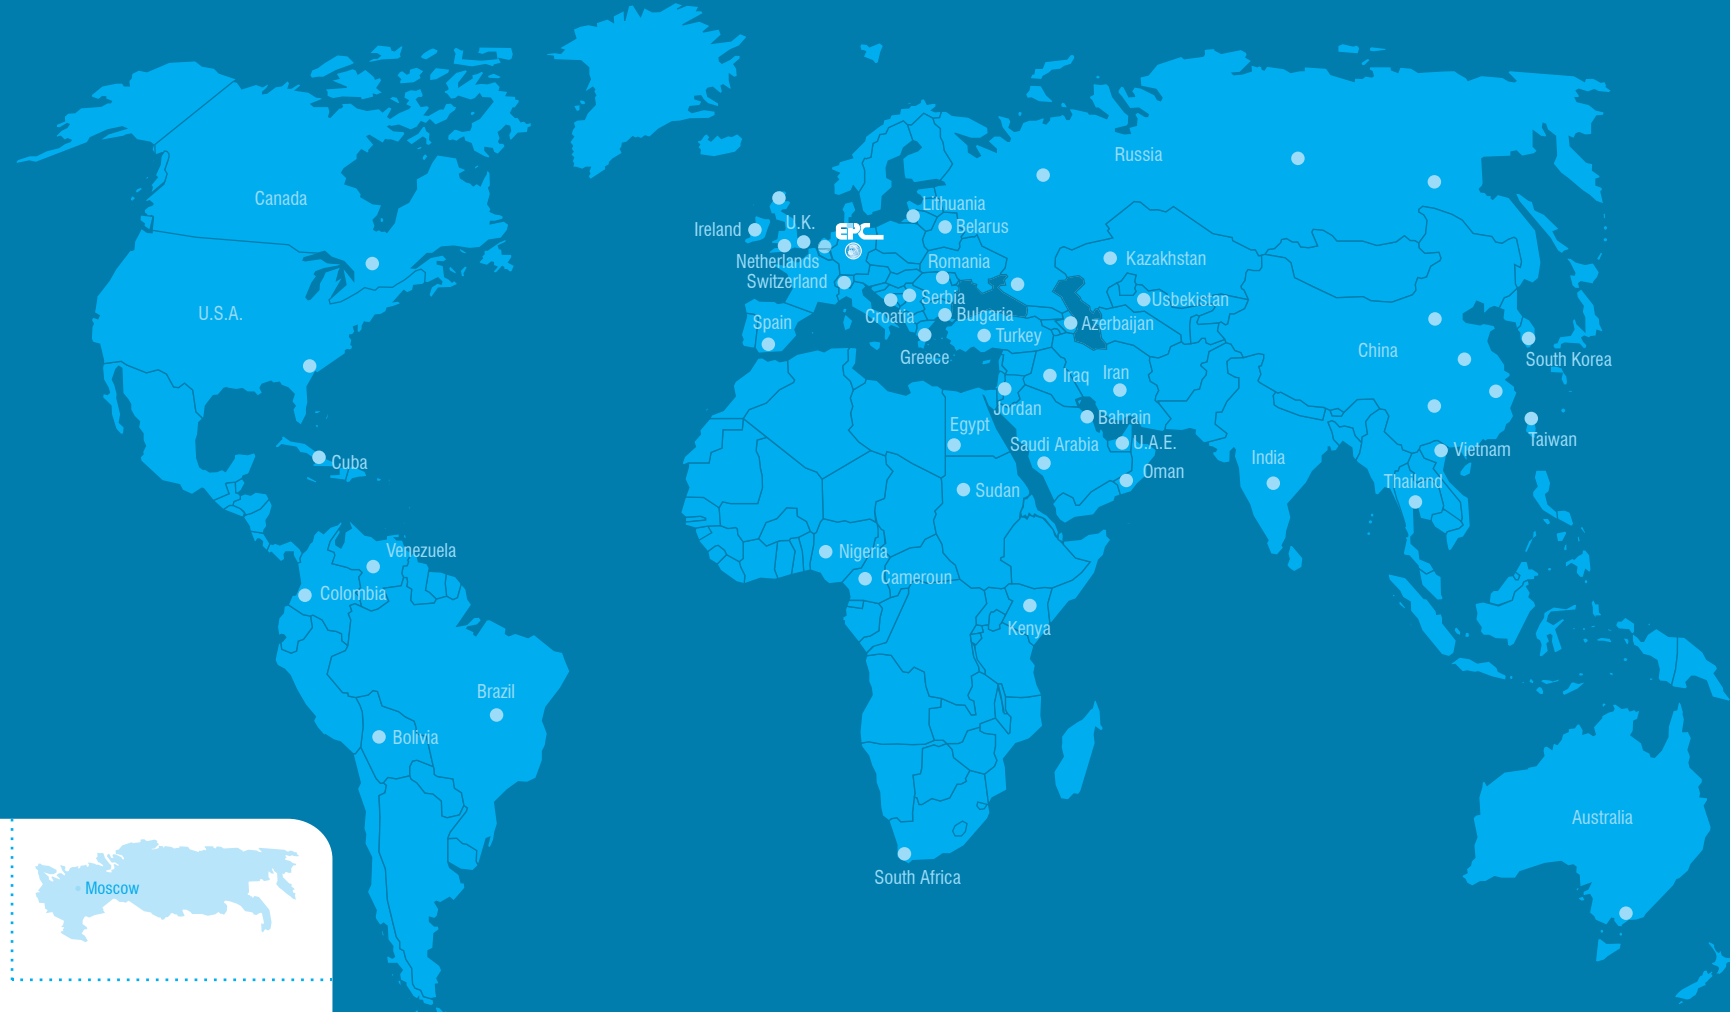 Russia
Canada
Lithuania
U.K.
Ireland
Belarus
EPC
Netherlands
Romania
Kazakhstan
Switzerland
Serbia
Usbekistan
U.S.A.
Croatia
Bulgaria
Spain
Azerbaijan
Turkey
Greece
China
South Korea
Iraq
Iran
Jordan
Bahrain
Egypt
Saudi Arabia
U.A.E.
Taiwan
Vietnam
India
Cuba
Oman
Thailand
Sudan
Venezuela
Nigeria
Cameroun
Colombia
Kenya
Brazil
Bolivia
Australia
South Africa
Moscow